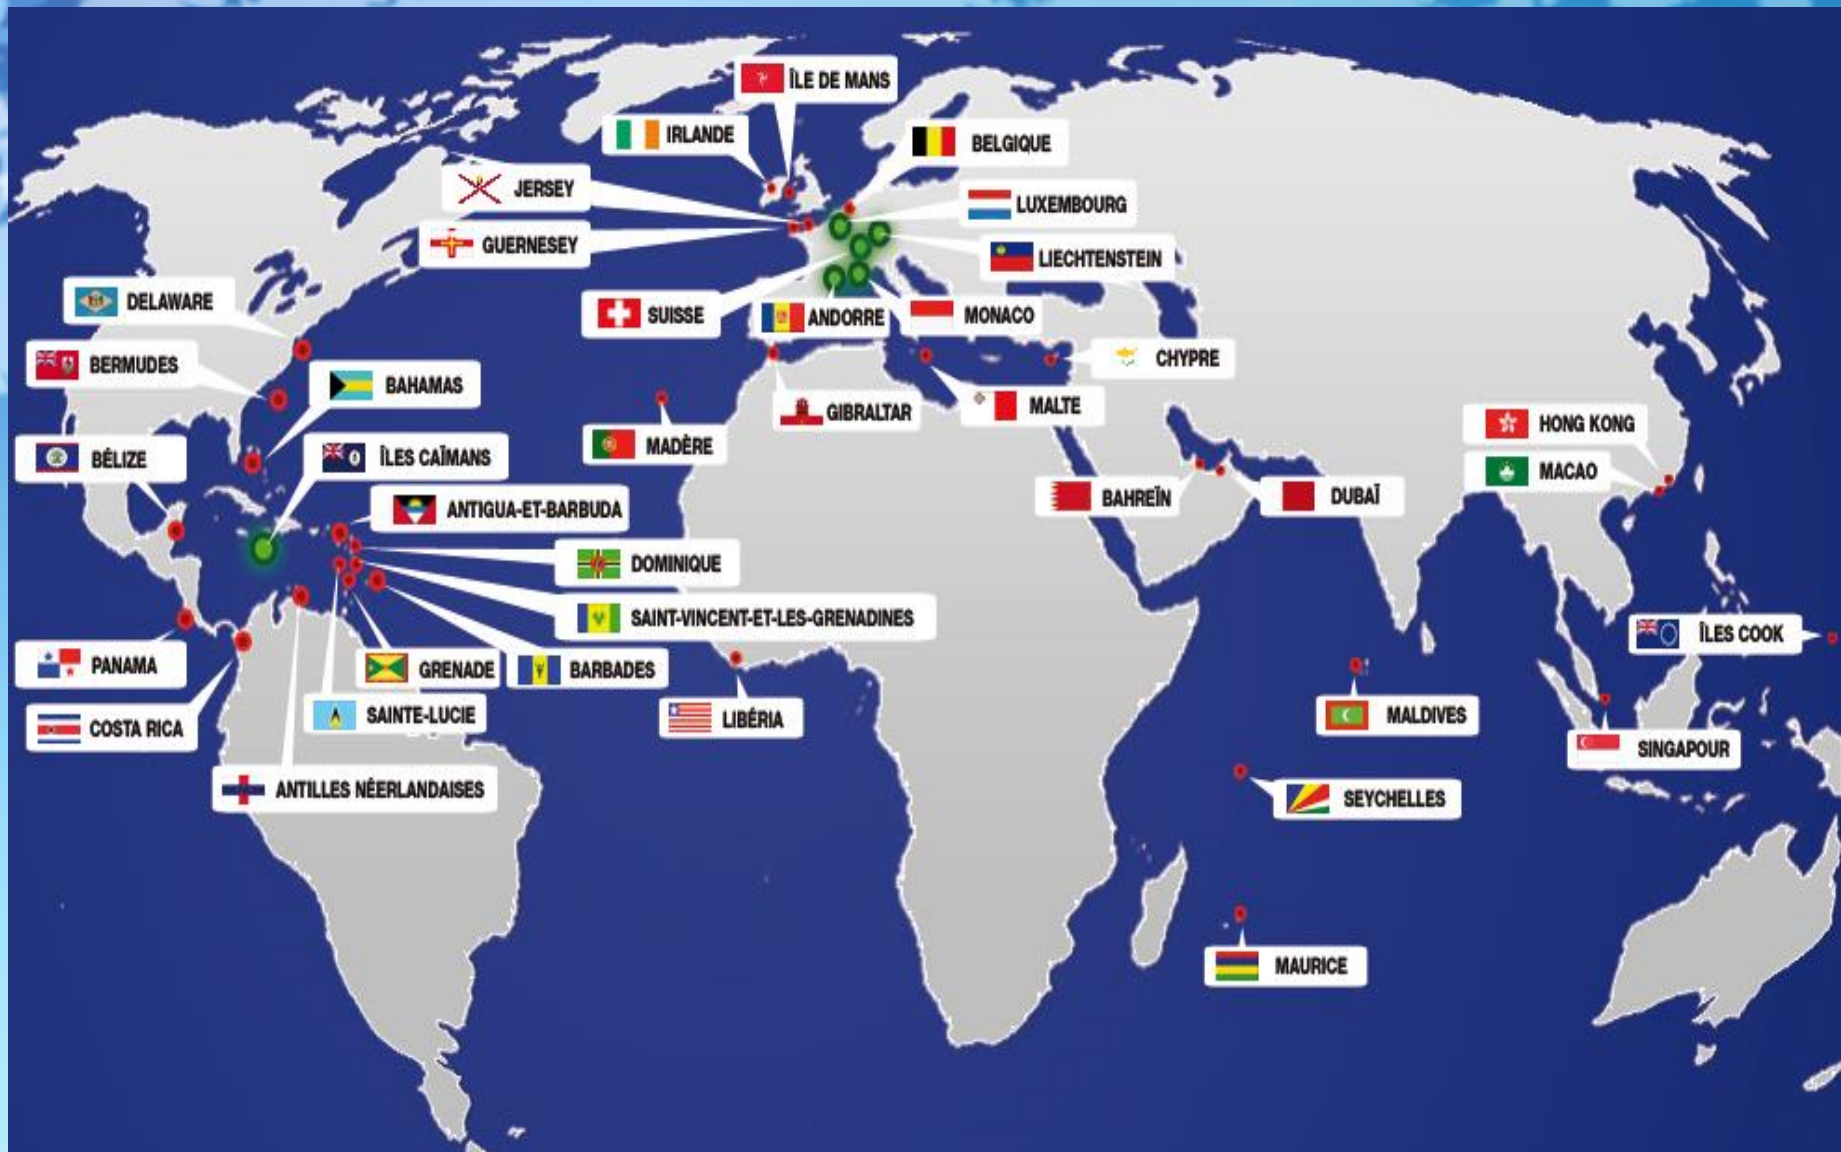 ÎLE DE MANS
IRLANDE
BELGIQUE
JERSEY
LUXEMBOURG
GUERNESEY
LIECHTENSTEIN
DELAWARE
SUISSE
ANDORRE
MONACO
BERMUDES
BAHAMAS
CHYPRE
GIBRALTAR
MALTE
MADÈRE
HONG KONG
BÉLIZE
ÎLES CAÏMANS
MACAO
ANTIGUA-ET-BARBUDA
BAHREÏN
DUBAÏ
DOMINIQUE
SAINT-VINCENT-ET-LES-GRENADINES
ÎLES COOK
PANAMA
GRENADE
BARBADES
COSTA RICA
SAINTE-LUCIE
LIBÉRIA
MALDIVES
SINGAPOUR
ANTILLES NÉERLANDAISES
SEYCHELLES
MAURICE